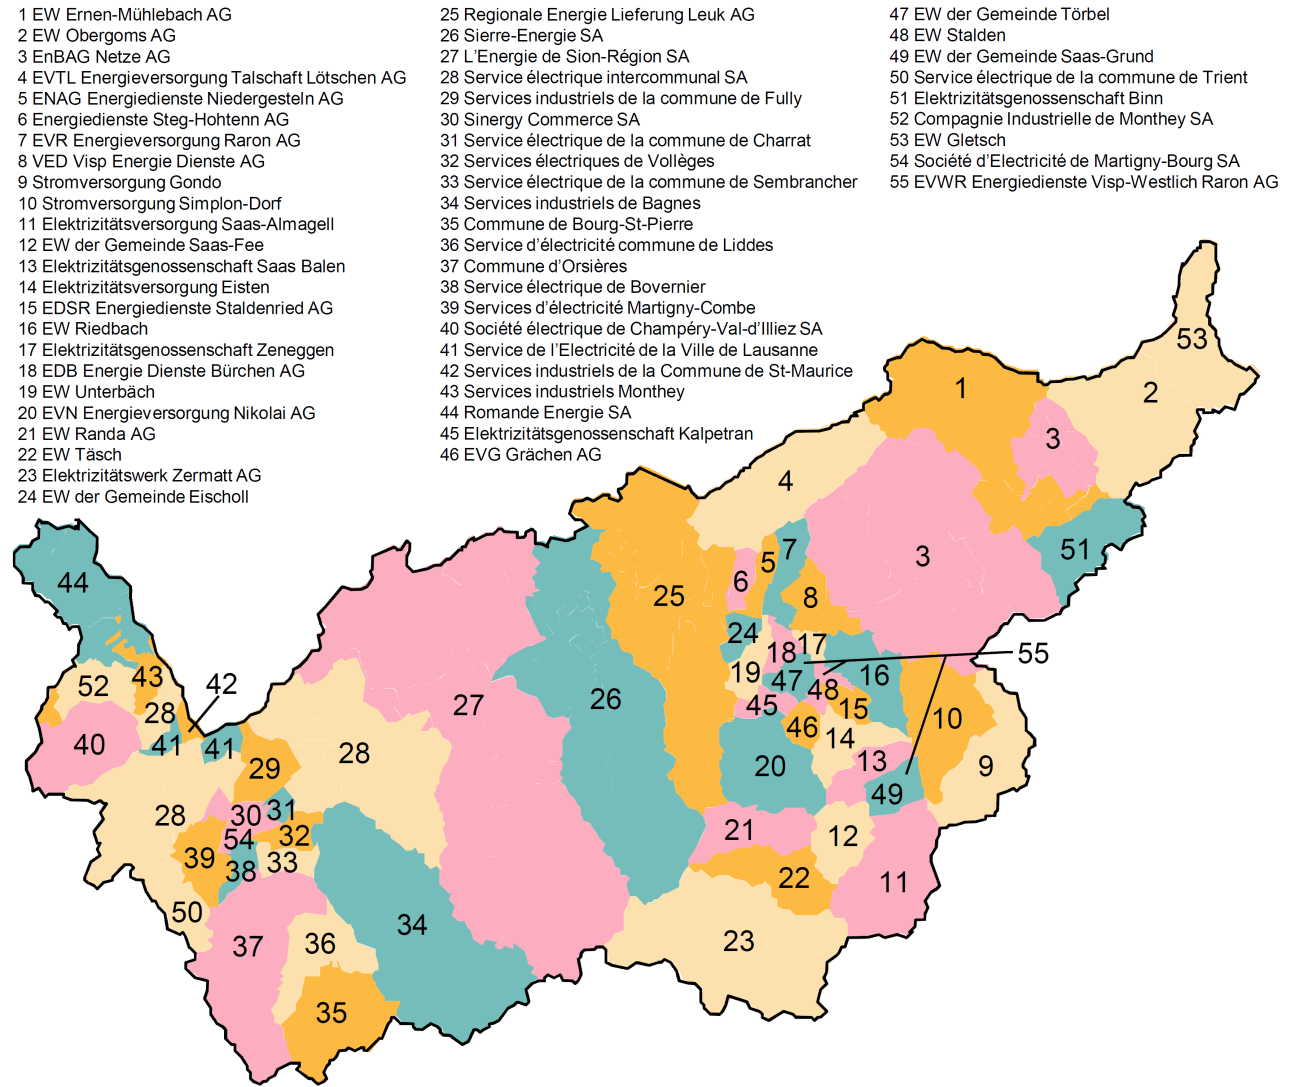 1 EW Ernen-Mühlebach AG
2 EW Obergoms AG
3 EnBAG Netze AG
4 EVTL Energieversorgung Talschaft Lötschen AG
5 ENAG Energiedienste Niedergesteln AG
6 Energiedienste Steg-Hohtenn AG
7 EVR Energieversorgung Raron AG
8 VED Visp Energie Dienste AG
9 Stromversorgung Gondo
10 Stromversorgung Simplon-Dorf
11 Elektrizitätsversorgung Saas-Almagell
12 EW der Gemeinde Saas-Fee
13 Elektrizitätsgenossenschaft Saas Balen
14 Elektrizitätsversorgung Eisten
15 EDSR Energiedienste Staldenried AG
16 EW Riedbach
17 Elektrizitätsgenossenschaft Zeneggen
18 EDB Energie Dienste Bürchen AG
19 EW Unterbäch
20 EVN Energieversorgung Nikolai AG
21 EW Randa AG
22 EW Täsch
23 Elektrizitätswerk Zermatt AG
24 EW der Gemeinde Eischoll
25 Regionale Energie Lieferung Leuk AG
26 Sierre-Energie SA
27 L'Energie de Sion-Région SA
28 Service électrique intercommunal SA
29 Services industriels de la commune de Fully
30 Sinergy Commerce SA
31 Service électrique de la commune de Charrat
32 Services électriques de Vollèges
33 Service électrique de la commune de Sembrancher
34 Services industriels de Bagnes
35 Commune de Bourg-St-Pierre
36 Service d'électricité commune de Liddes
37 Commune d'Orsières
38 Service électrique de Bovernier
39 Services d'électricité Martigny-Combe
40 Société électrique de Champéry-Val-d'Illiez SA
41 Service de l'Electricité de la Ville de Lausanne
42 Services industriels de la Commune de St-Maurice
43 Services industriels Monthey
44 Romande Energie SA
45 Elektrizitätsgenossenschaft Kalpetran
46 EVG Grächen AG
47 EW der Gemeinde Törbel
48 EW Stalden
49 EW der Gemeinde Saas-Grund
50 Service électrique de la commune de Trient
51 Elektrizitätsgenossenschaft Binn
52 Compagnie Industrielle de Monthey SA
53 EW Gletsch
54 Société d'Electricité de Martigny-Bourg SA
55 EVWR Energiedienste Visp-Westlich Raron AG
53
1
2
3
4
51
3
7
5
6
8
25
44
24
18
17
55
19
47
48
16
43
52
42
28
45
15
26
27
46
14
10
40
41
41
28
29
20
13
9
49
28
30
31
21
12
54
32
39
38
33
22
11
50
34
37
36
23
35